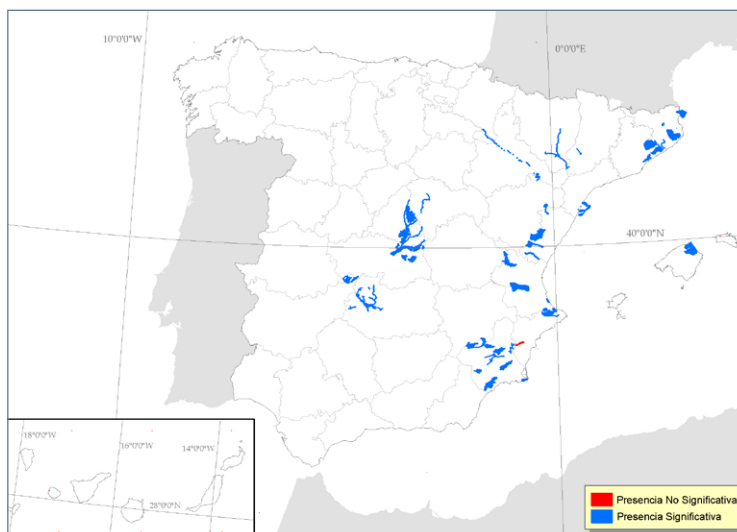 10°0'0"W
0°0'0"E
40°0'0"N
18°0'0"W
16°0'0"W
14°0'0"W
28°0'0"N
Presencia No Significativa
Presencia Significativa